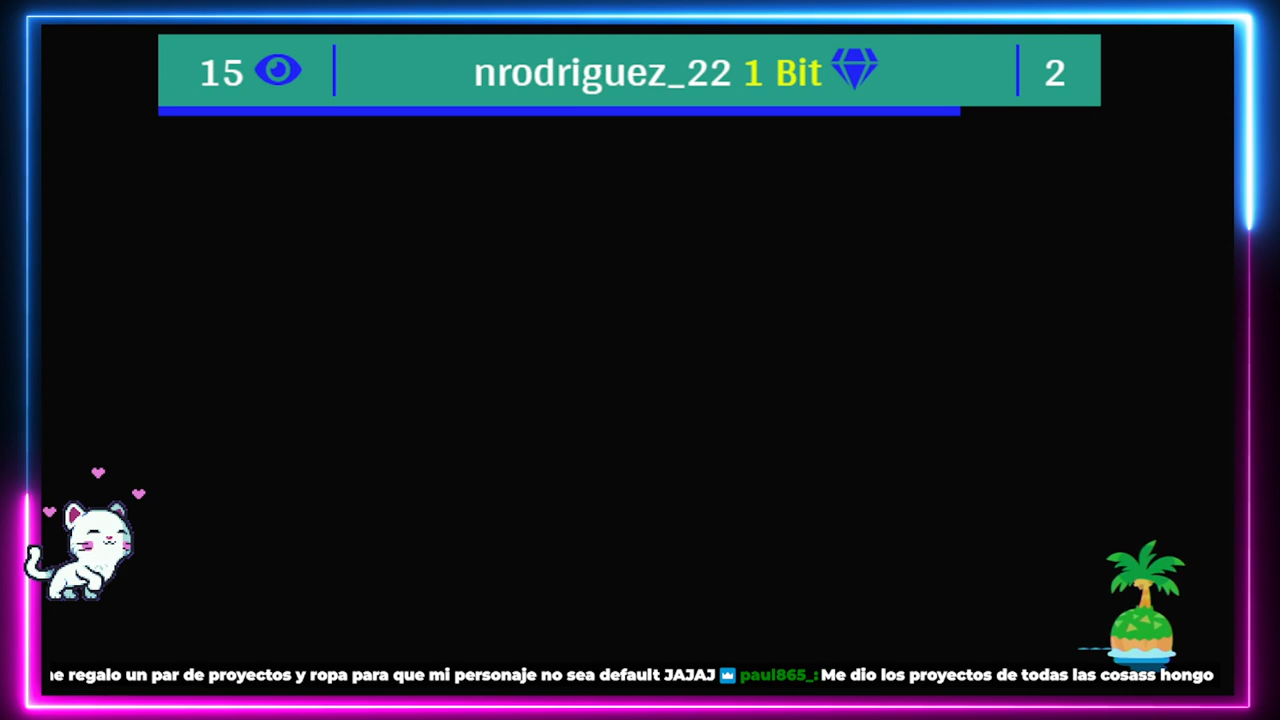 15 nrodriguez_22 1 Bit 2
regalo un par de proyectos y ropa para que mi personaje no sea default JAJAJ paul865_: Me dio los proyectos de todas las cosass hongo